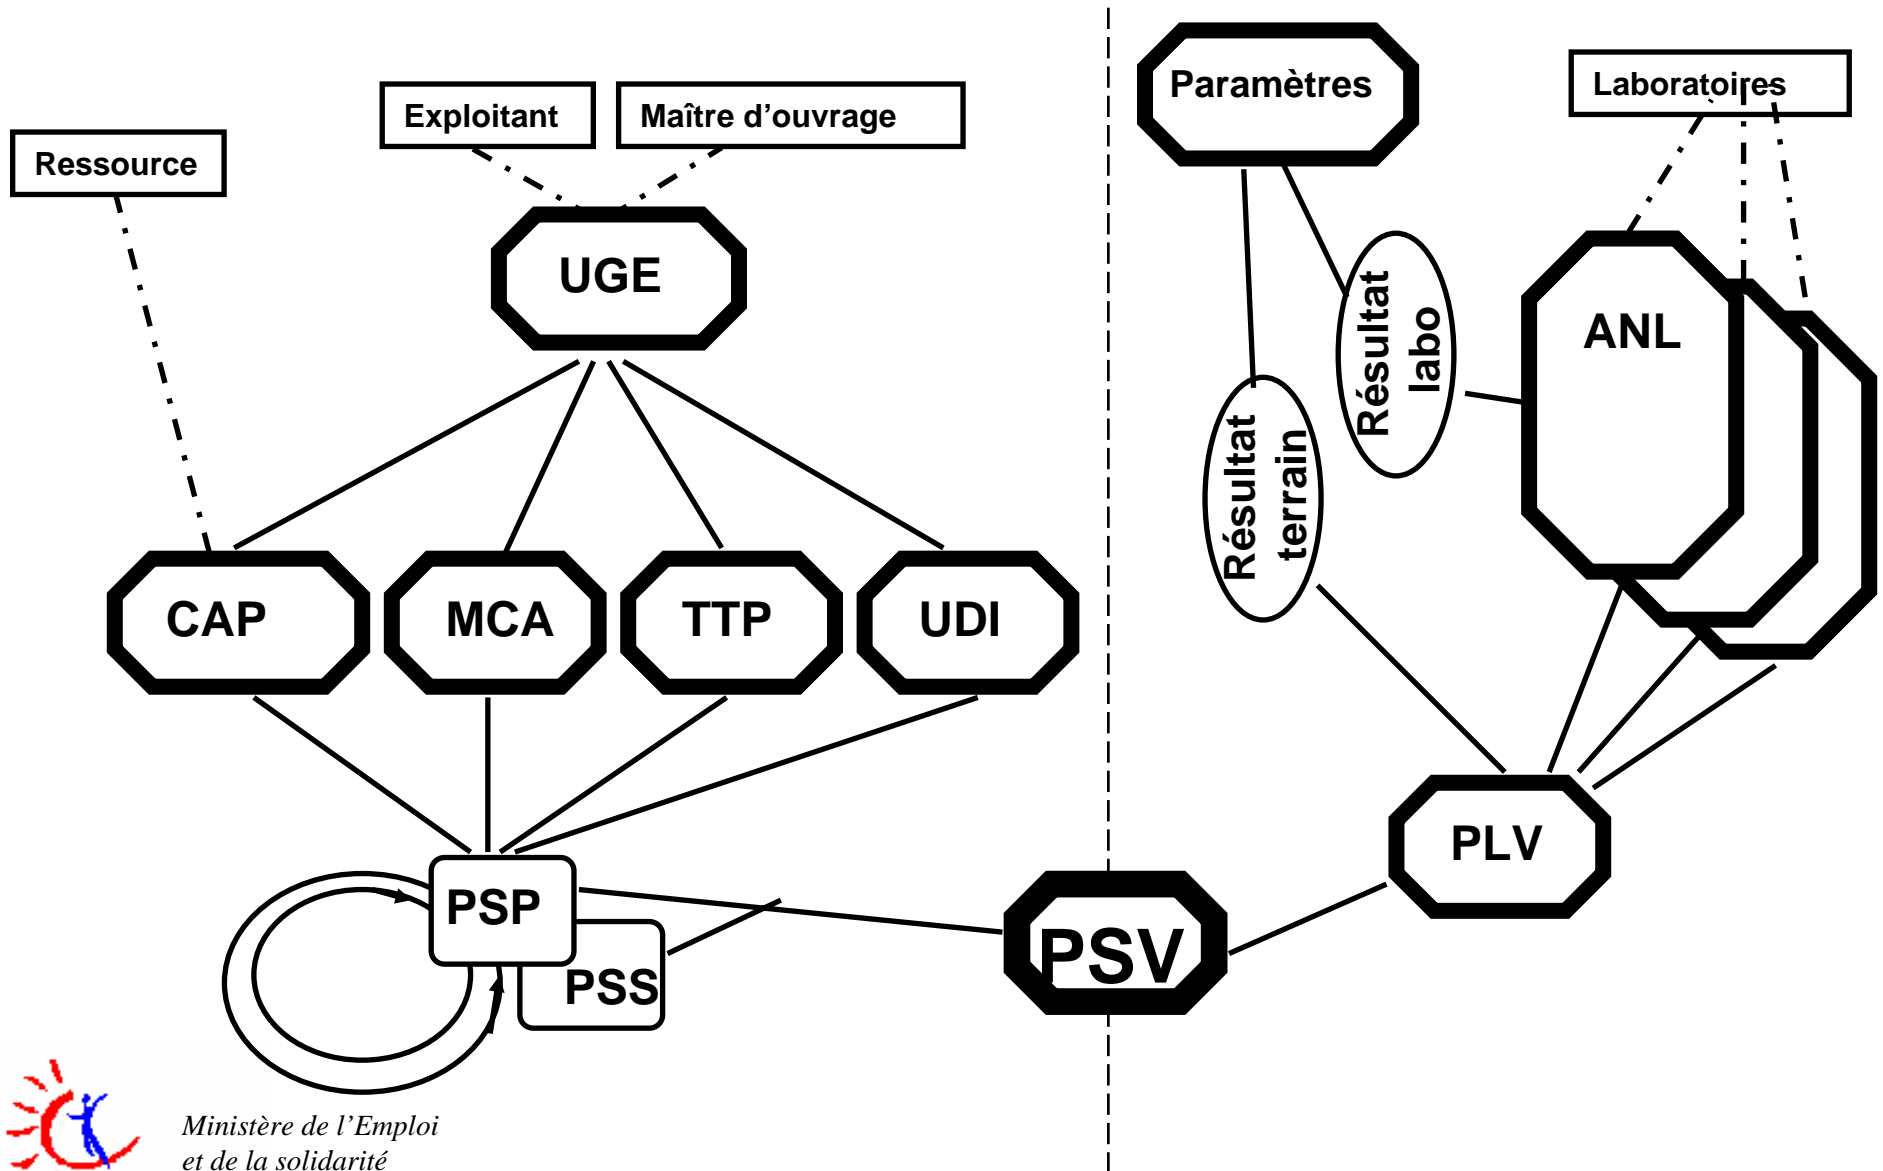 Ressource
Exploitant
Maître d’ouvrage
UGE
CAP
MCA
TTP
UDI
PSP
PSS
PSV
Paramètres
Laboratoires
Résultat
labo
Résultat
terrain
ANL
PLV
Ministère de l’Emploi
et de la solidarité